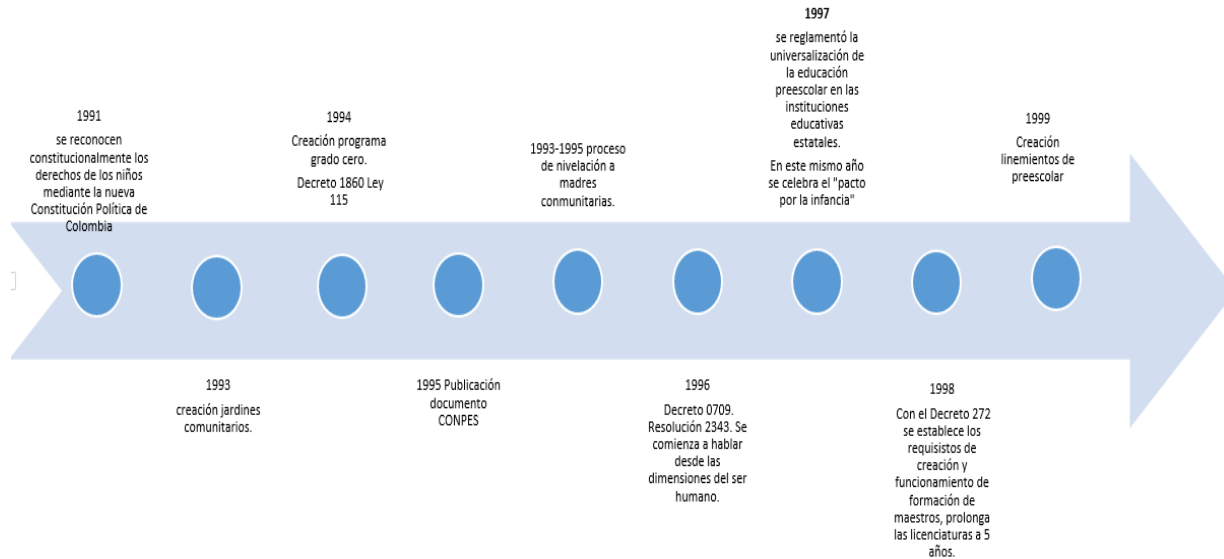 1991
se reconocen
constitucionalmente los
derechos de los niños
mediante la nueva
Constitución Política de
Colombia
1993
creación jardines
comunitarios.
1994
Creación programa
grado cero.
Decreto 1860 Ley
115
1995 Publicación
documento
CONPES
1993-1995 proceso
de nivelación a
madres
conmunitarias.
1996
Decreto 0709.
Resolución 2343. Se
comienza a hablar
desde las
dimensiones del ser
humano.
1997
se reglamentó la
universalización de
la educación
preescolar en las
instituciones
educativas
estatales.
En este mismo año
se celebra el "pacto
por la infancia"
1998
Con el Decreto 272
se establece los
requisistos de
creación y
funcionamiento de
formación de
maestros, prolonga
las licenciaturas a 5
años.
1999
Creación
linemientos de
preescolar